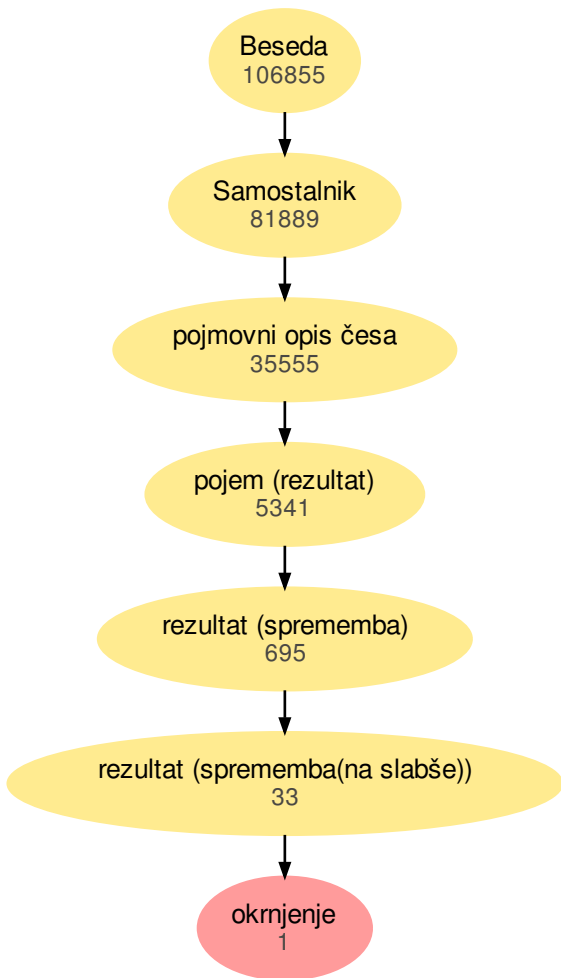 Beseda
106855
Samostalnik
81889
pojmovni opis česa
35555
pojem (rezultat)
5341
rezultat (sprememba)
695
rezultat (sprememba(na slabše))
33
okrnjenje
1